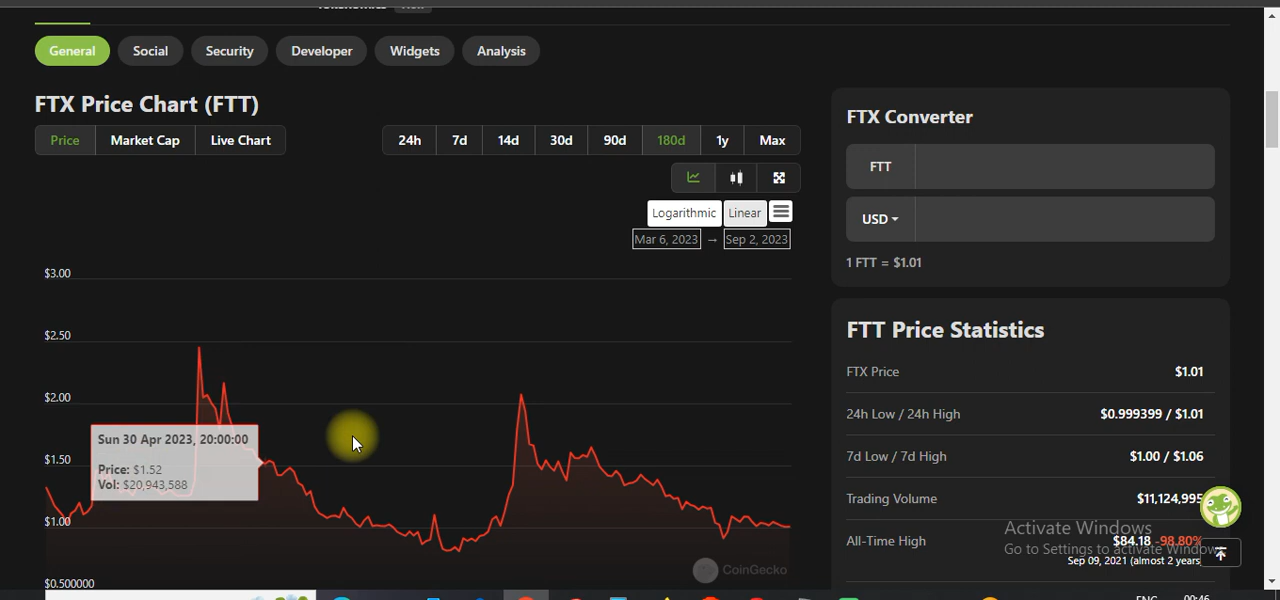 General Social Security Developer Widgets Analysis
FTX Price Chart (FTT)
Price Market Cap Live Chart
24h 7d 14d 30d 90d 180d 1y Max
Logarithmic Linear
Mar 6, 2023 → Sep 2, 2023
$3.00
$2.50
$2.00
$1.50
$1.00
$0.500000
Sun 30 Apr 2023, 20:00:00
Price: $1.52
Vol: $20,943,588
CoinGecko
FTX Converter
FTT
USD
1 FTT = $1.01
FTT Price Statistics
FTX Price $1.01
24h Low / 24h High $0.999399 / $1.01
7d Low / 7d High $1.00 / $1.06
Trading Volume $11,124,995
All-Time High $84.18 -98.80%
Sep 09, 2021 (almost 2 years)
Activate Windows
Go to Settings to activate Windows
ENG 00:46